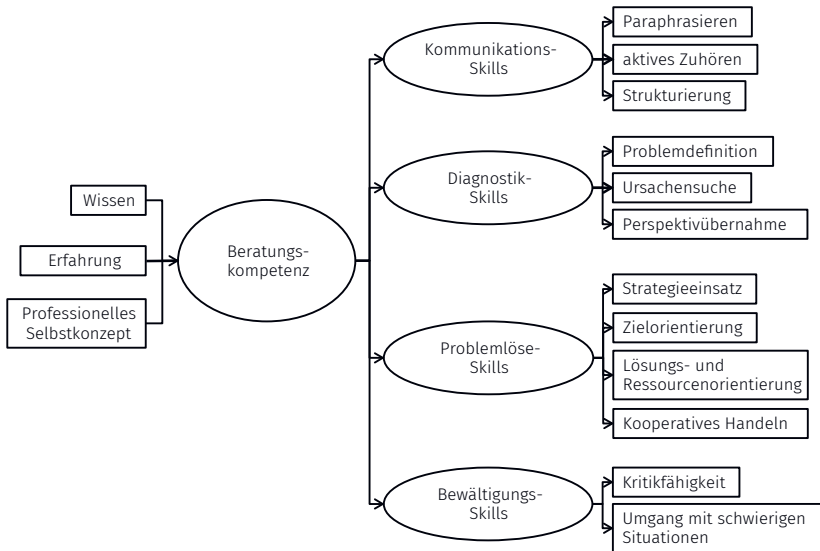 Wissen
Erfahrung
Professionelles
Selbstkonzept
Beratungs-
kompetenz
Kommunikations-
Skills
Paraphrasieren
aktives Zuhören
Strukturierung
Diagnostik-
Skills
Problemdefinition
Ursachensuche
Perspektivübernahme
Problemlöse-
Skills
Strategieeinsatz
Zielorientierung
Lösungs- und
Ressourcenorientierung
Kooperatives Handeln
Bewältigungs-
Skills
Kritikfähigkeit
Umgang mit schwierigen
Situationen